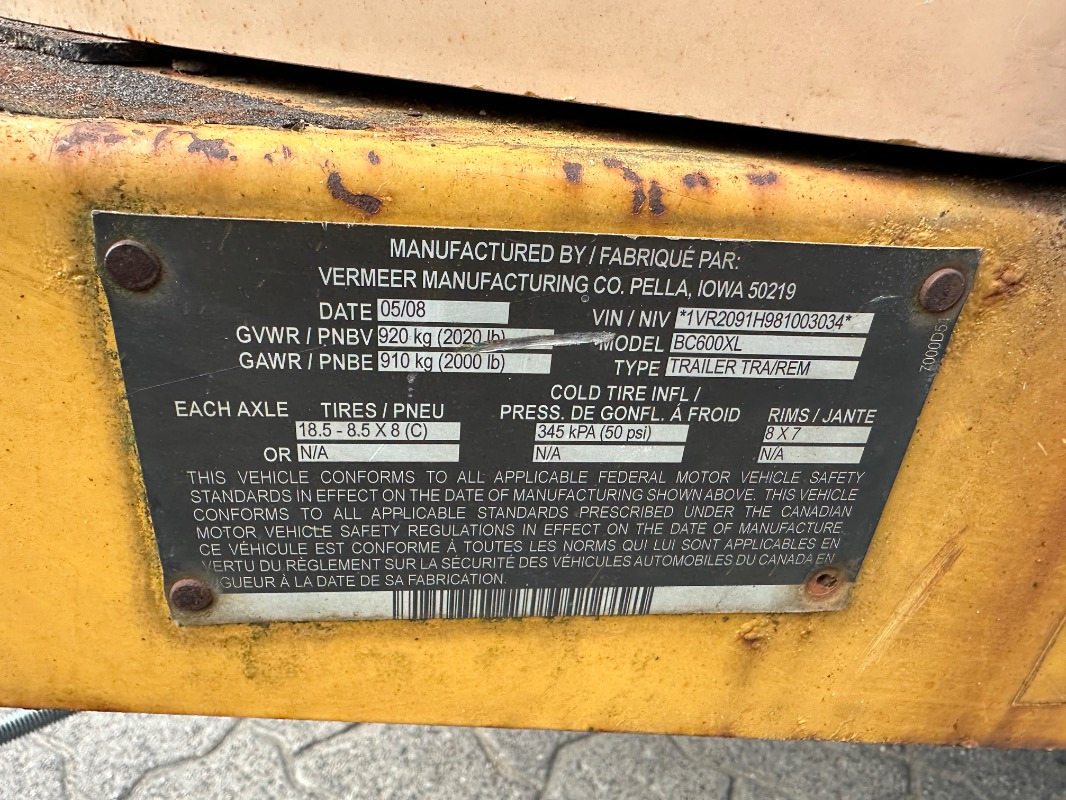 MANUFACTURED BY / FABRIQUÉ PAR:
VERMEER MANUFACTURING CO. PELLA, IOWA 50219
DATE 05/08 VIN / NIV *1VR2091H981003034*
GVWR / PNBV 920 kg (2020 lb) MODEL BC600XL
GAWR / PNBE 910 kg (2000 lb) TYPE TRAILER TRA/REM
COLD TIRE INFL /
EACH AXLE TIRES / PNEU PRESS. DE GONFL. À FROID RIMS / JANTE
18.5 - 8.5 X 8 (C) 345 kPA (50 psi) 8 X 7
OR N/A N/A N/A
THIS VEHICLE CONFORMS TO ALL APPLICABLE FEDERAL MOTOR VEHICLE SAFETY
STANDARDS IN EFFECT ON THE DATE OF MANUFACTURING SHOWN ABOVE. THIS VEHICLE
CONFORMS TO ALL APPLICABLE STANDARDS PRESCRIBED UNDER THE CANADIAN
MOTOR VEHICLE SAFETY REGULATIONS IN EFFECT ON THE DATE OF MANUFACTURE.
CE VÉHICULE EST CONFORME À TOUTES LES NORMS QUI LUI SONT APPLICABLES EN
VERTU DU RÈGLEMENT SUR LA SÉCURITÉ DES VÉHICULES AUTOMOBILES DU CANADA EN
VIGUEUR À LA DATE DE SA FABRICATION.